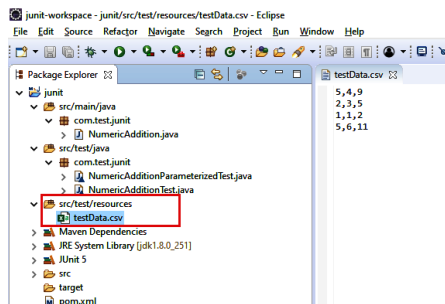 junit-workspace - junit/src/test/resources/testData.csv - Eclipse
File Edit Source Refactor Navigate Search Project Run Window Help
Package Explorer
testData.csv
junit
src/main/java
com.test.junit
NumericAddition.java
src/test/java
com.test.junit
NumericAdditionParameterizedTest.java
NumericAdditionTest.java
src/test/resources
testData.csv
Maven Dependencies
JRE System Library [jdk1.8.0_251]
JUnit 5
src
target
pom.xml
5,4,9
2,3,5
1,1,2
5,6,11